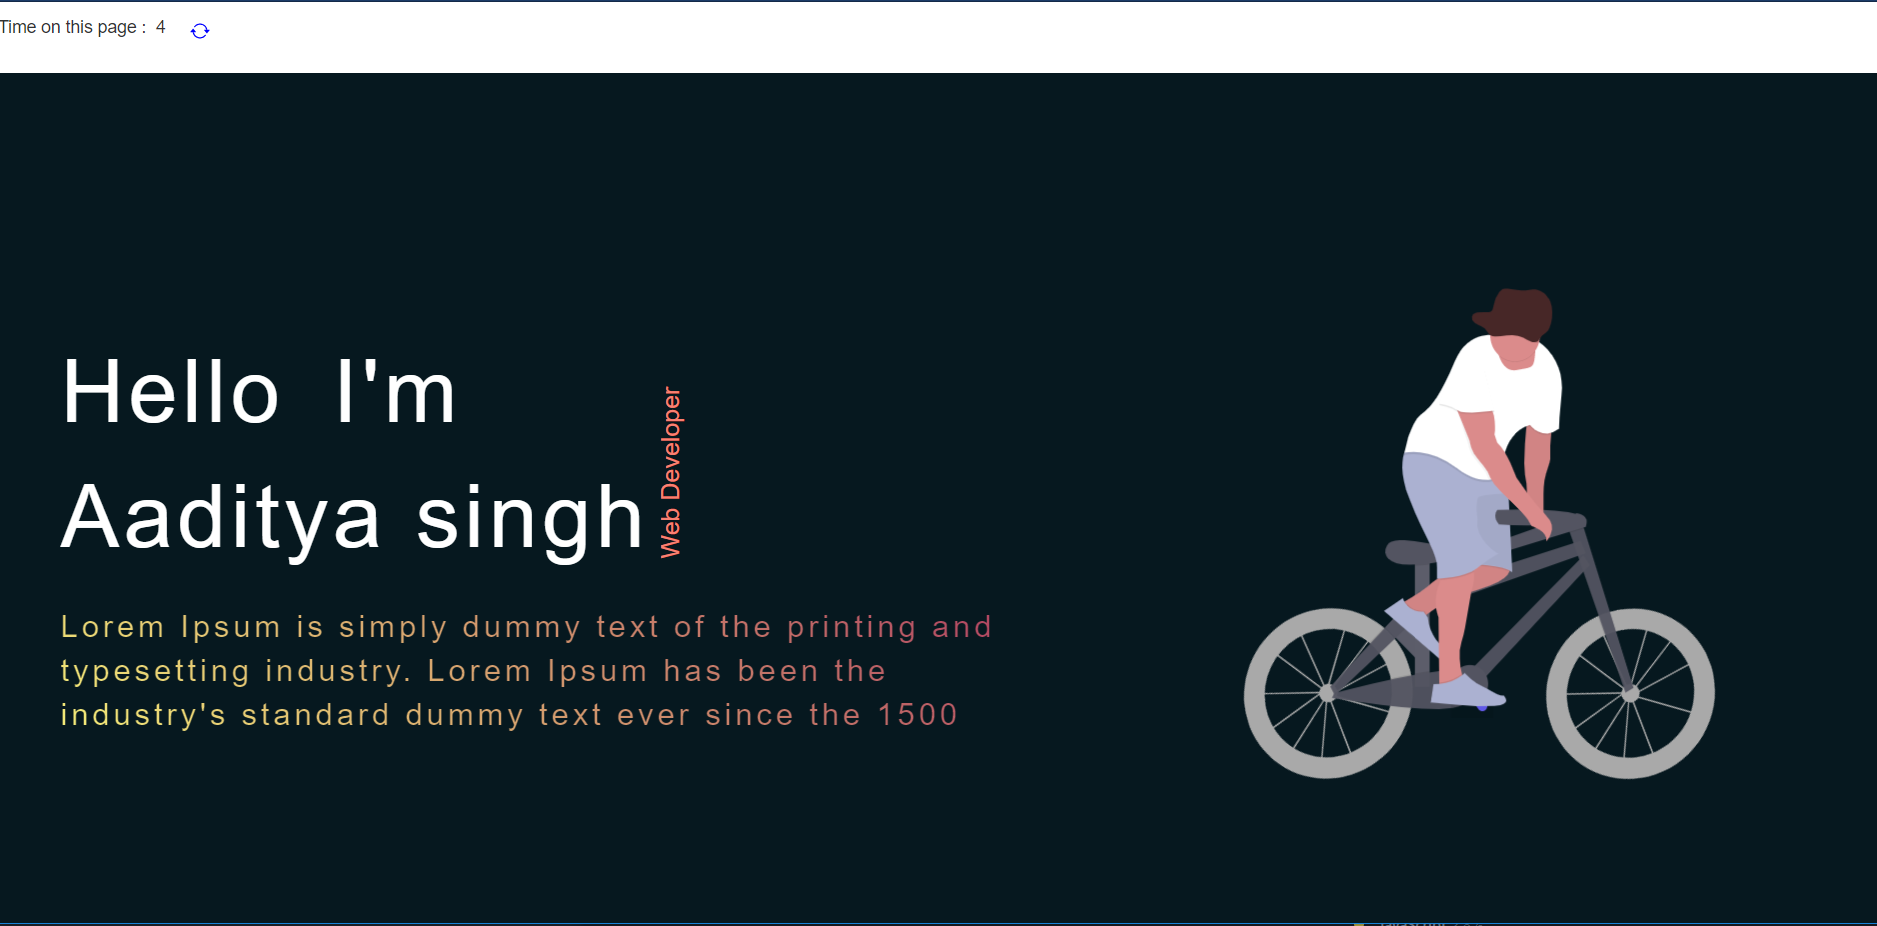 Time on this page : 4
Hello I'm
Aaditya singh
Web Developer
Lorem Ipsum is simply dummy text of the printing and
typesetting industry. Lorem Ipsum has been the
industry's standard dummy text ever since the 1500